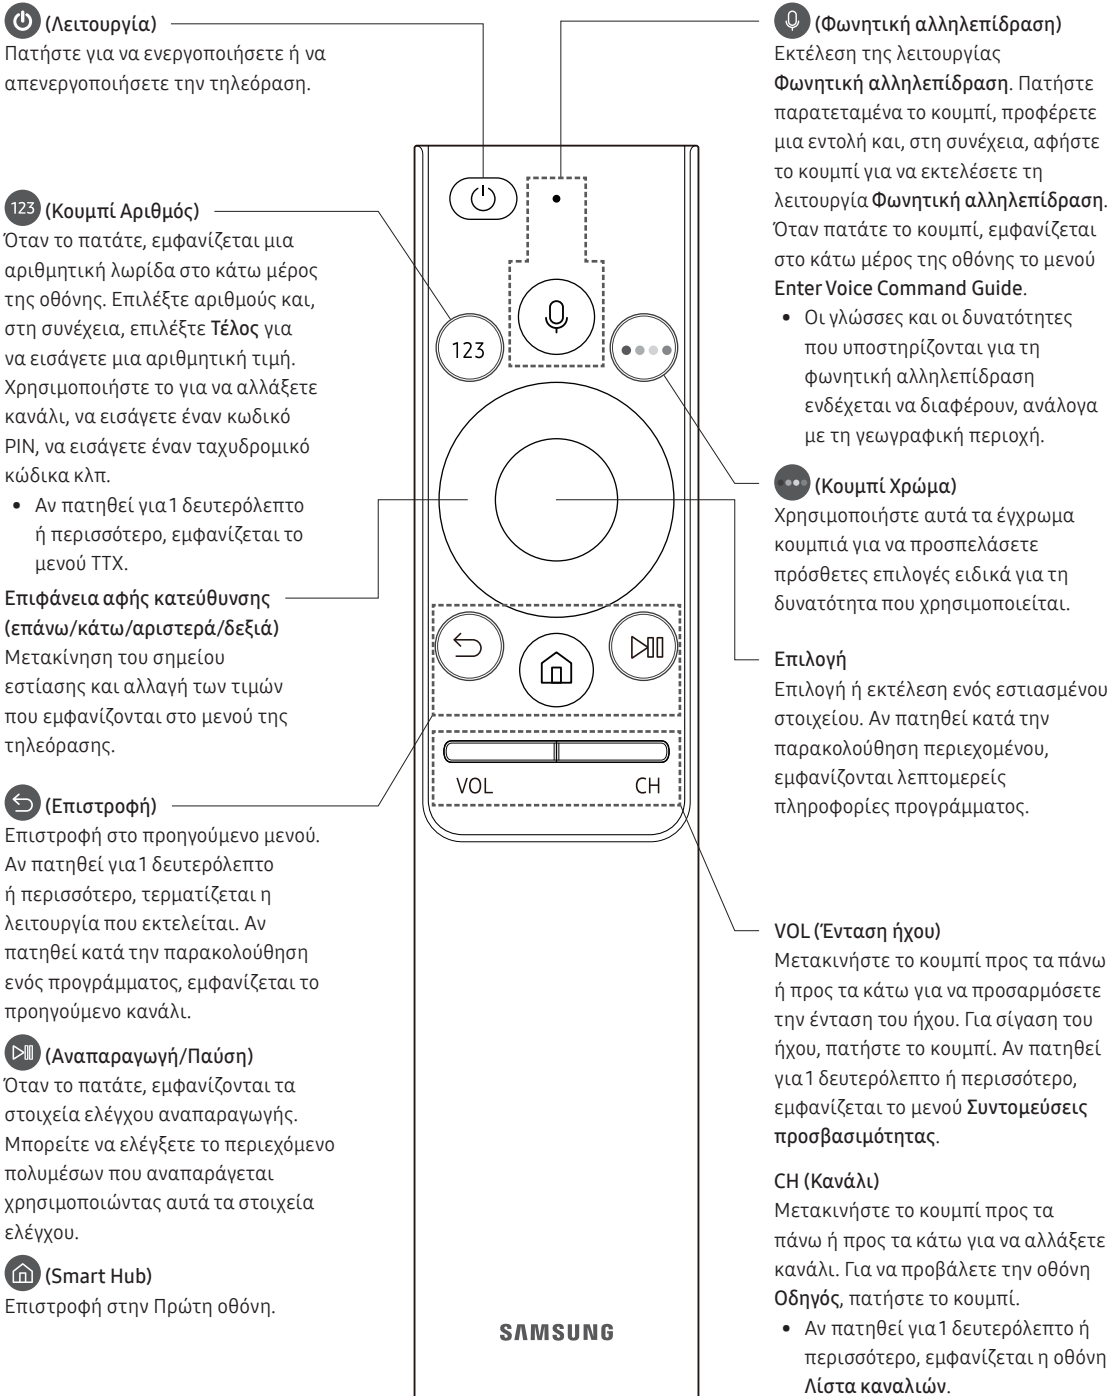 (Λειτουργία)
Πατήστε για να ενεργοποιήσετε ή να
απενεργοποιήσετε την τηλεόραση.
123 (Κουμπί Αριθμός)
Όταν το πατάτε, εμφανίζεται μια
αριθμητική λωρίδα στο κάτω μέρος
της οθόνης. Επιλέξτε αριθμούς και,
στη συνέχεια, επιλέξτε Τέλος για
να εισάγετε μια αριθμητική τιμή.
Χρησιμοποιήστε το για να αλλάξετε
κανάλι, να εισάγετε έναν κωδικό
PIN, να εισάγετε έναν ταχυδρομικό
κώδικα κλπ.
• Αν πατηθεί για 1 δευτερόλεπτο
ή περισσότερο, εμφανίζεται το
μενού TTX.
Επιφάνεια αφής κατεύθυνσης
(επάνω/κάτω/αριστερά/δεξιά)
Μετακίνηση του σημείου
εστίασης και αλλαγή των τιμών
που εμφανίζονται στο μενού της
τηλεόρασης.
(Επιστροφή)
Επιστροφή στο προηγούμενο μενού.
Αν πατηθεί για 1 δευτερόλεπτο
ή περισσότερο, τερματίζεται η
λειτουργία που εκτελείται. Αν
πατηθεί κατά την παρακολούθηση
ενός προγράμματος, εμφανίζεται το
προηγούμενο κανάλι.
(Αναπαραγωγή/Παύση)
Όταν το πατάτε, εμφανίζονται τα
στοιχεία ελέγχου αναπαραγωγής.
Μπορείτε να ελέγξετε το περιεχόμενο
πολυμέσων που αναπαράγεται
χρησιμοποιώντας αυτά τα στοιχεία
ελέγχου.
(Smart Hub)
Επιστροφή στην Πρώτη οθόνη.
123
VOL
CH
SAMSUNG
(Φωνητική αλληλεπίδραση)
Εκτέλεση της λειτουργίας
Φωνητική αλληλεπίδραση. Πατήστε
παρατεταμένα το κουμπί, προφέρετε
μια εντολή και, στη συνέχεια, αφήστε
το κουμπί για να εκτελέσετε τη
λειτουργία Φωνητική αλληλεπίδραση.
Όταν πατάτε το κουμπί, εμφανίζεται
στο κάτω μέρος της οθόνης το μενού
Enter Voice Command Guide.
• Οι γλώσσες και οι δυνατότητες
που υποστηρίζονται για τη
φωνητική αλληλεπίδραση
ενδέχεται να διαφέρουν, ανάλογα
με τη γεωγραφική περιοχή.
(Κουμπί Χρώμα)
Χρησιμοποιήστε αυτά τα έγχρωμα
κουμπιά για να προσπελάσετε
πρόσθετες επιλογές ειδικά για τη
δυνατότητα που χρησιμοποιείται.
Επιλογή
Επιλογή ή εκτέλεση ενός εστιασμένου
στοιχείου. Αν πατηθεί κατά την
παρακολούθηση περιεχομένου,
εμφανίζονται λεπτομερείς
πληροφορίες προγράμματος.
VOL (Ένταση ήχου)
Μετακινήστε το κουμπί προς τα πάνω
ή προς τα κάτω για να προσαρμόσετε
την ένταση του ήχου. Για σίγαση του
ήχου, πατήστε το κουμπί. Αν πατηθεί
για 1 δευτερόλεπτο ή περισσότερο,
εμφανίζεται το μενού Συντομεύσεις
προσβασιμότητας.
CH (Κανάλι)
Μετακινήστε το κουμπί προς τα
πάνω ή προς τα κάτω για να αλλάξετε
κανάλι. Για να προβάλετε την οθόνη
Οδηγός, πατήστε το κουμπί.
• Αν πατηθεί για 1 δευτερόλεπτο ή
περισσότερο, εμφανίζεται η οθόνη
Λίστα καναλιών.